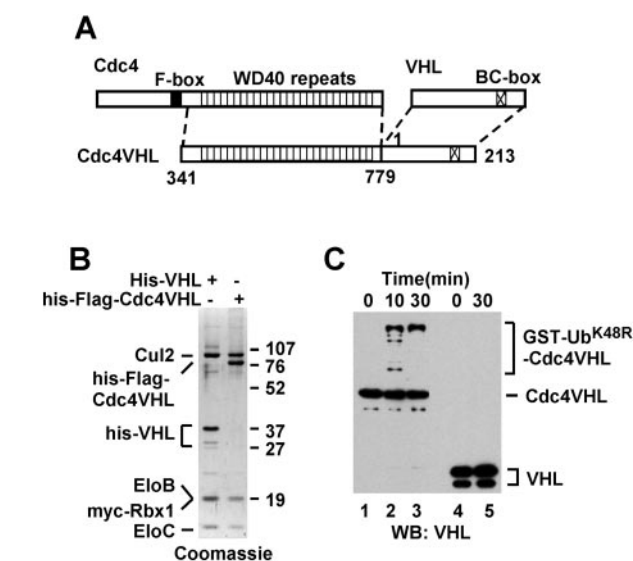 A
Cdc4
F-box
WD40 repeats
VHL
BC-box
Cdc4VHL
341
779
213
B
His-VHL + -
his-Flag-Cdc4VHL - +
Cul2
his-Flag-
Cdc4VHL
his-VHL
EloB
myc-Rbx1
EloC
107
76
52
37
27
19
Coomassie
C
Time(min)
0 10 30 0 30
GST-UbK48R
-Cdc4VHL
Cdc4VHL
VHL
1 2 3 4 5
WB: VHL